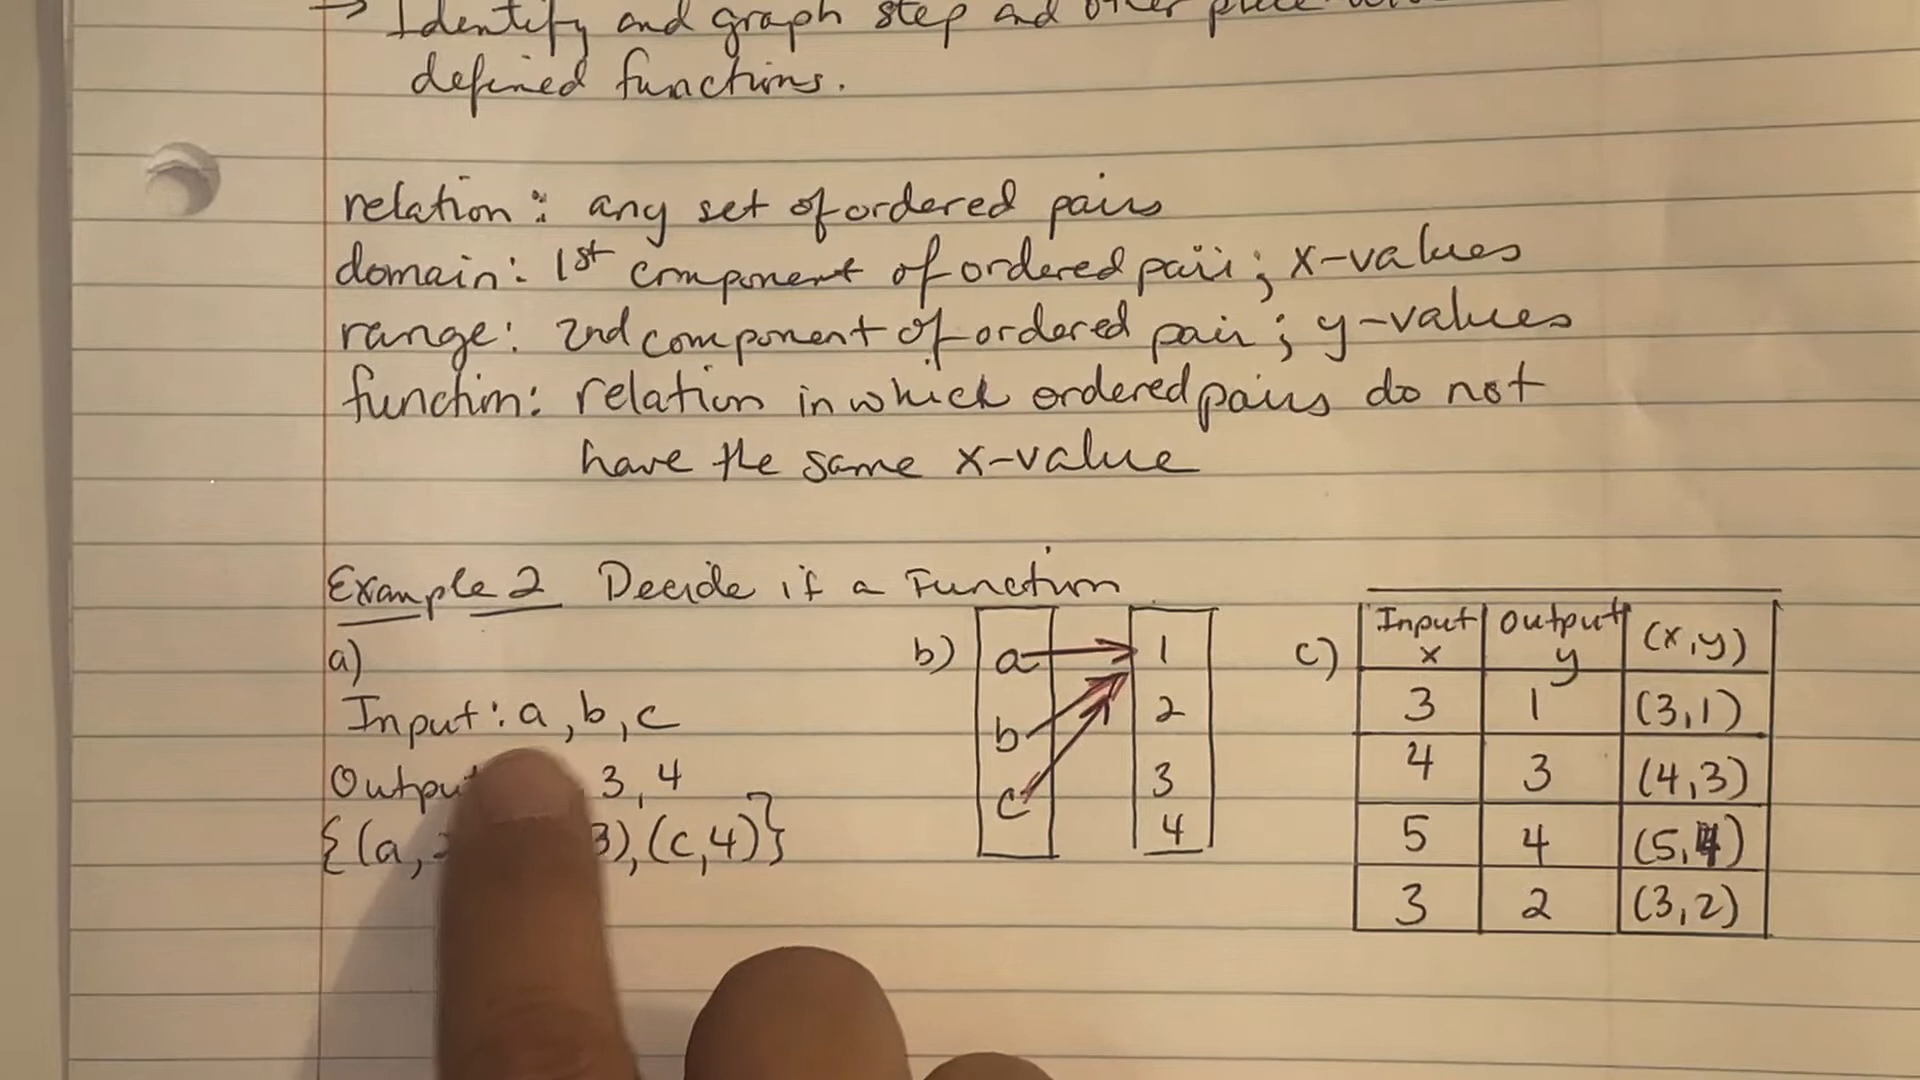 → Identify and graph step and other
defined functions.
relation: any set of ordered pairs
domain: 1st component of ordered pair; x-values
range: 2nd component of ordered pair; y-values
function: relation in which ordered pairs do not
have the same x-value
Example 2 Decide if a Function
a)
Input: a, b, c
3, 4
{(a, 3), (c,4)}
b)
a 1
b 2
c 3
4
c)
Input x Output y (x,y)
3 1 (3,1)
4 3 (4,3)
5 4 (5,4)
3 2 (3,2)